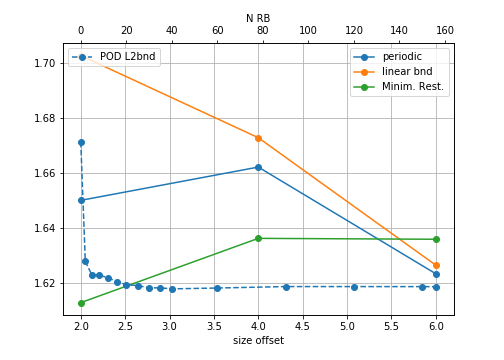 N RB
0 20 40 60 80 100 120 140 160
POD L2bnd
periodic
linear bnd
Minim. Rest.
1.70
1.68
1.66
1.64
1.62
2.0 2.5 3.0 3.5 4.0 4.5 5.0 5.5 6.0
size offset